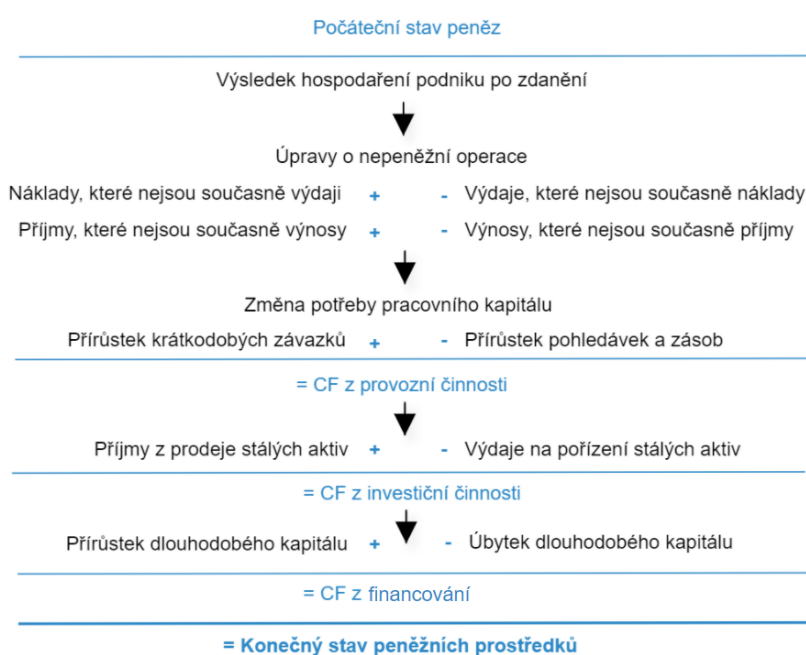 Počáteční stav peněz
Výsledek hospodaření podniku po zdanění
Úpravy o nepeněžní operace
Náklady, které nejsou současně výdaji + - Výdaje, které nejsou současně náklady
Příjmy, které nejsou současně výnosy + - Výnosy, které nejsou současně příjmy
Změna potřeby pracovního kapitálu
Přírůstek krátkodobých závazků + - Přírůstek pohledávek a zásob
= CF z provozní činnosti
Příjmy z prodeje stálých aktiv + - Výdaje na pořízení stálých aktiv
= CF z investiční činnosti
Přírůstek dlouhodobého kapitálu + - Úbytek dlouhodobého kapitálu
= CF z financování
= Konečný stav peněžních prostředků